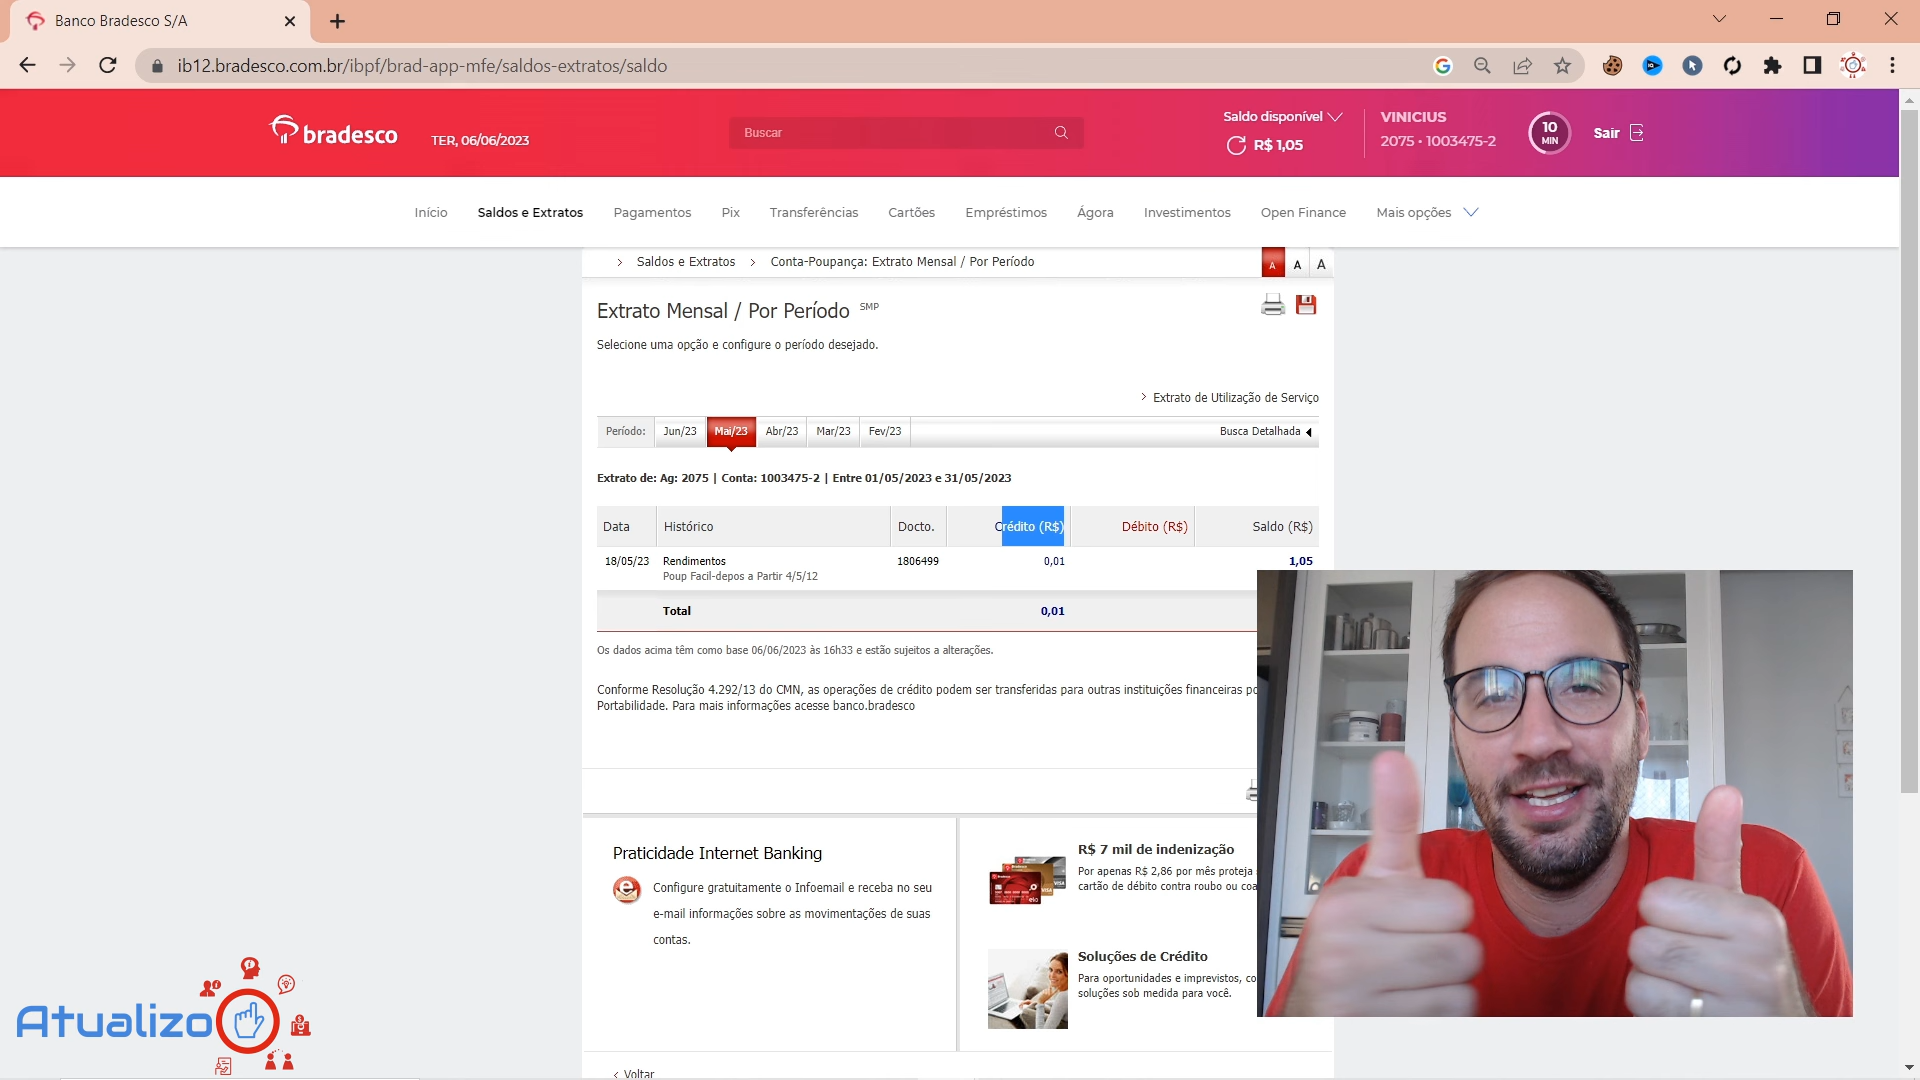 Banco Bradesco S/A
ib12.bradesco.com.br/ibpf/brad-app-mfe/saldos-extratos/saldo
bradesco
TER, 06/06/2023
Buscar
Saldo disponível
R$ 1,05
VINICIUS
2075 • 1003475-2
10
MIN
Sair
Início
Saldos e Extratos
Pagamentos
Pix
Transferências
Cartões
Empréstimos
Ágora
Investimentos
Open Finance
Mais opções
Saldos e Extratos
Conta-Poupança: Extrato Mensal / Por Período
A A A
Extrato Mensal / Por Período SMP
Selecione uma opção e configure o período desejado.
Extrato de Utilização de Serviço
Período: Jun/23 Mai/23 Abr/23 Mar/23 Fev/23 Busca Detalhada
Extrato de: Ag: 2075 | Conta: 1003475-2 | Entre 01/05/2023 e 31/05/2023
Data Histórico Docto. Crédito (R$) Débito (R$) Saldo (R$)
18/05/23 Rendimentos 1806499 0,01 1,05
Poup Facil-depos a Partir 4/5/12
Total 0,01
Os dados acima têm como base 06/06/2023 às 16h33 e estão sujeitos a alterações.
Conforme Resolução 4.292/13 do CMN, as operações de crédito podem ser transferidas para outras instituições financeiras
Portabilidade. Para mais informações acesse banco.bradesco
Praticidade Internet Banking
Configure gratuitamente o Infoemail e receba no seu
e-mail informações sobre as movimentações de suas
contas.
R$ 7 mil de indenização
Por apenas R$ 2,86 por mês proteja
cartão de débito contra roubo ou
Soluções de Crédito
Para oportunidades e imprevistos,
soluções sob medida para você.
Voltar
Atualizo